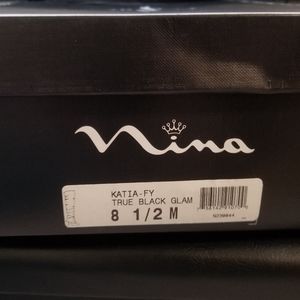 Nina
KATIA-FY
TRUE BLACK GLAM
8 1/2 M